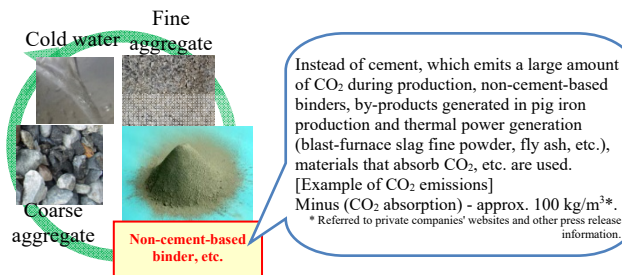 Fine
aggregate
Cold water
Coarse
aggregate
Non-cement-based
binder, etc.
Instead of cement, which emits a large amount
of CO₂ during production, non-cement-based
binders, by-products generated in pig iron
production and thermal power generation
(blast-furnace slag fine powder, fly ash, etc.),
materials that absorb CO₂, etc. are used.
[Example of CO₂ emissions]
Minus (CO₂ absorption) - approx. 100 kg/m³*.
* Referred to private companies' websites and other press release
information.